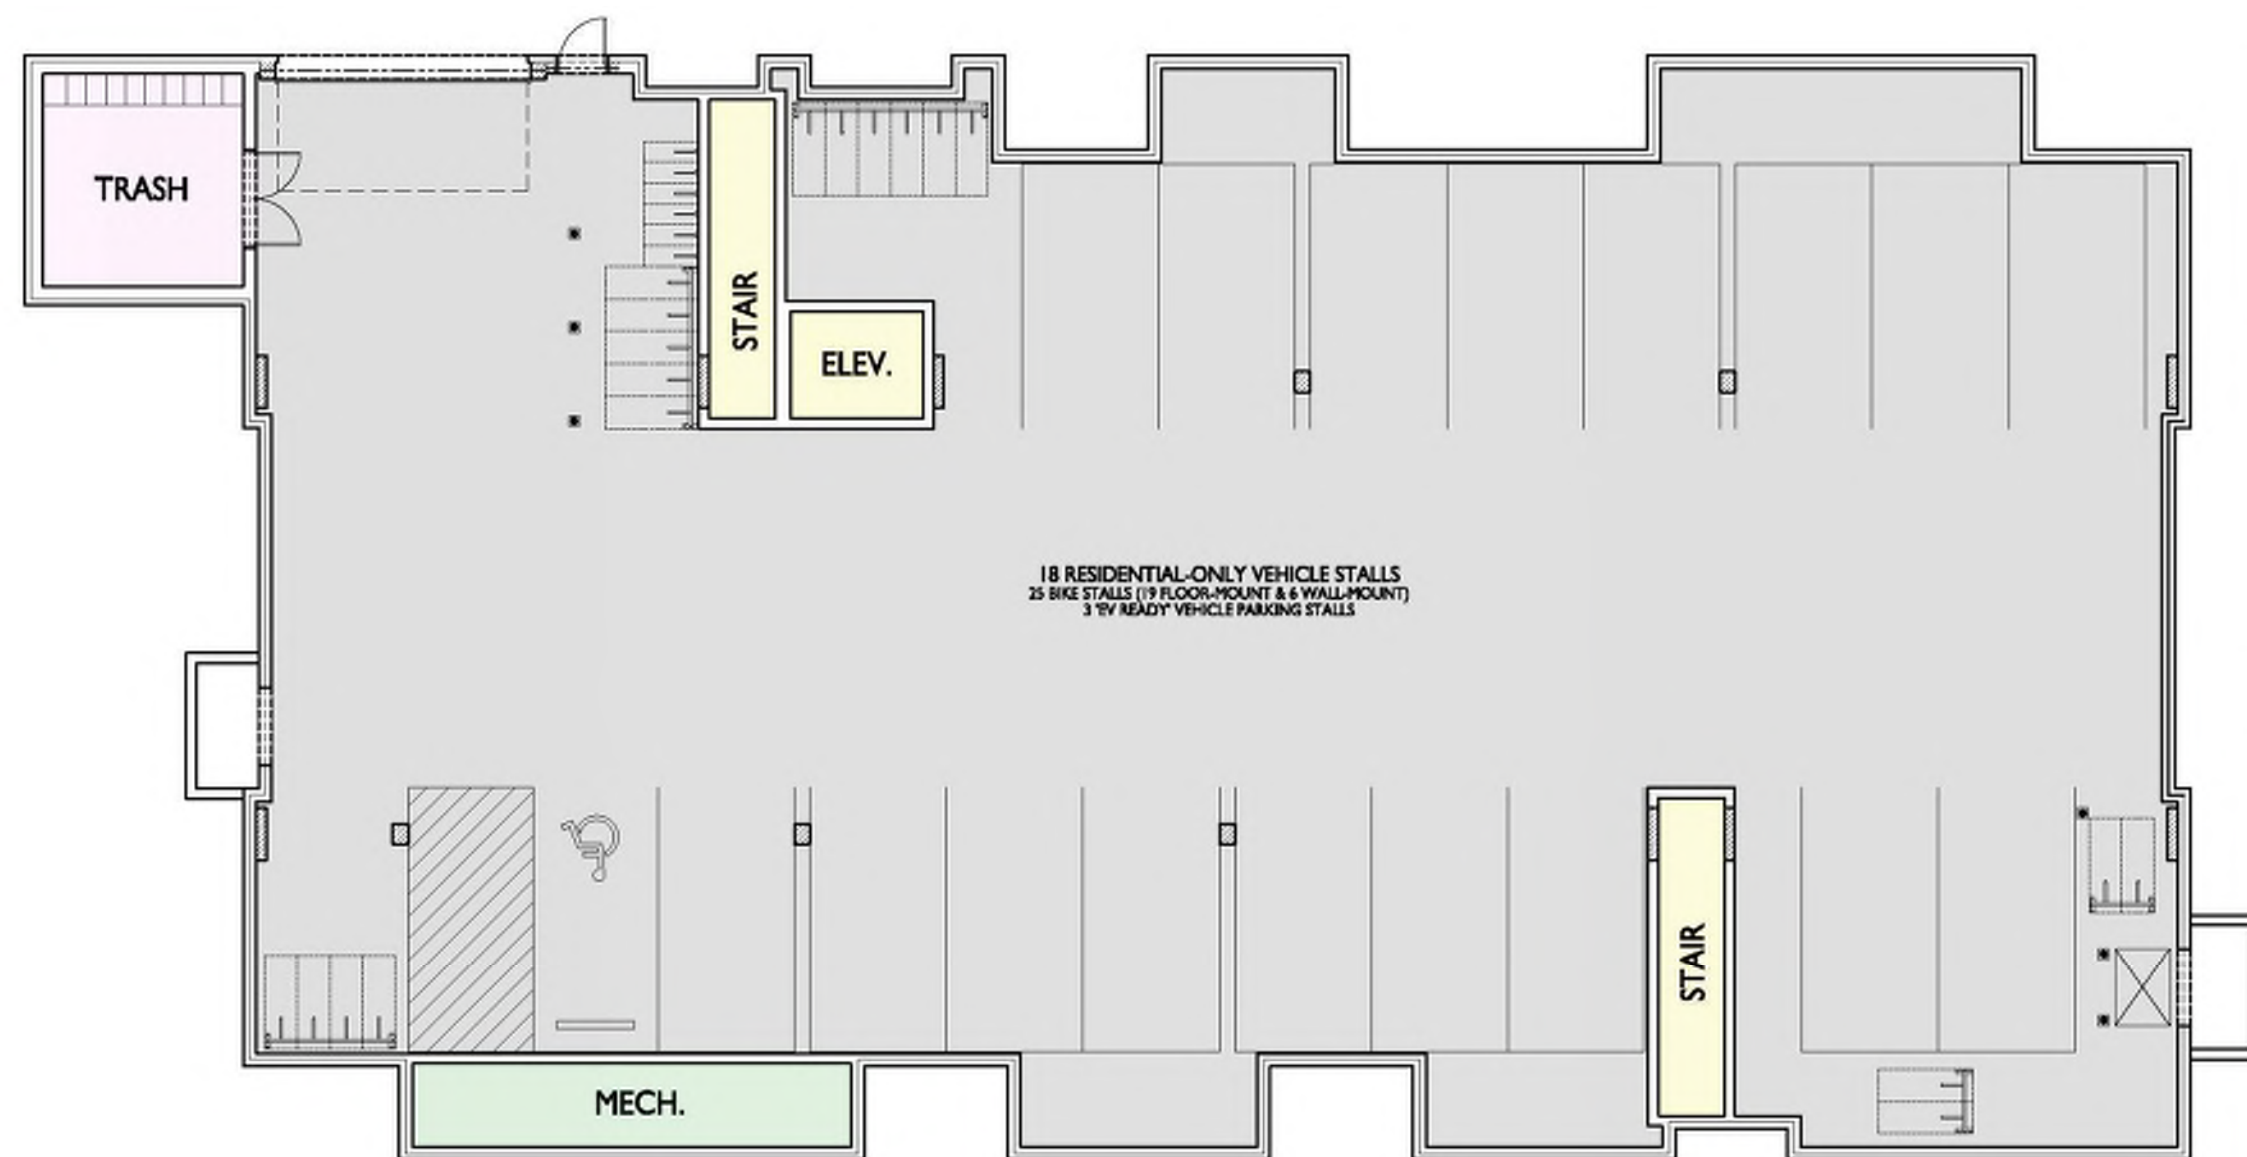 TRASH
STAIR
ELEV.
18 RESIDENTIAL-ONLY VEHICLE STALLS
25 BIKE STALLS (19 FLOOR-MOUNT & 6 WALL-MOUNT)
3 "EV READY" VEHICLE PARKING STALLS
STAIR
MECH.